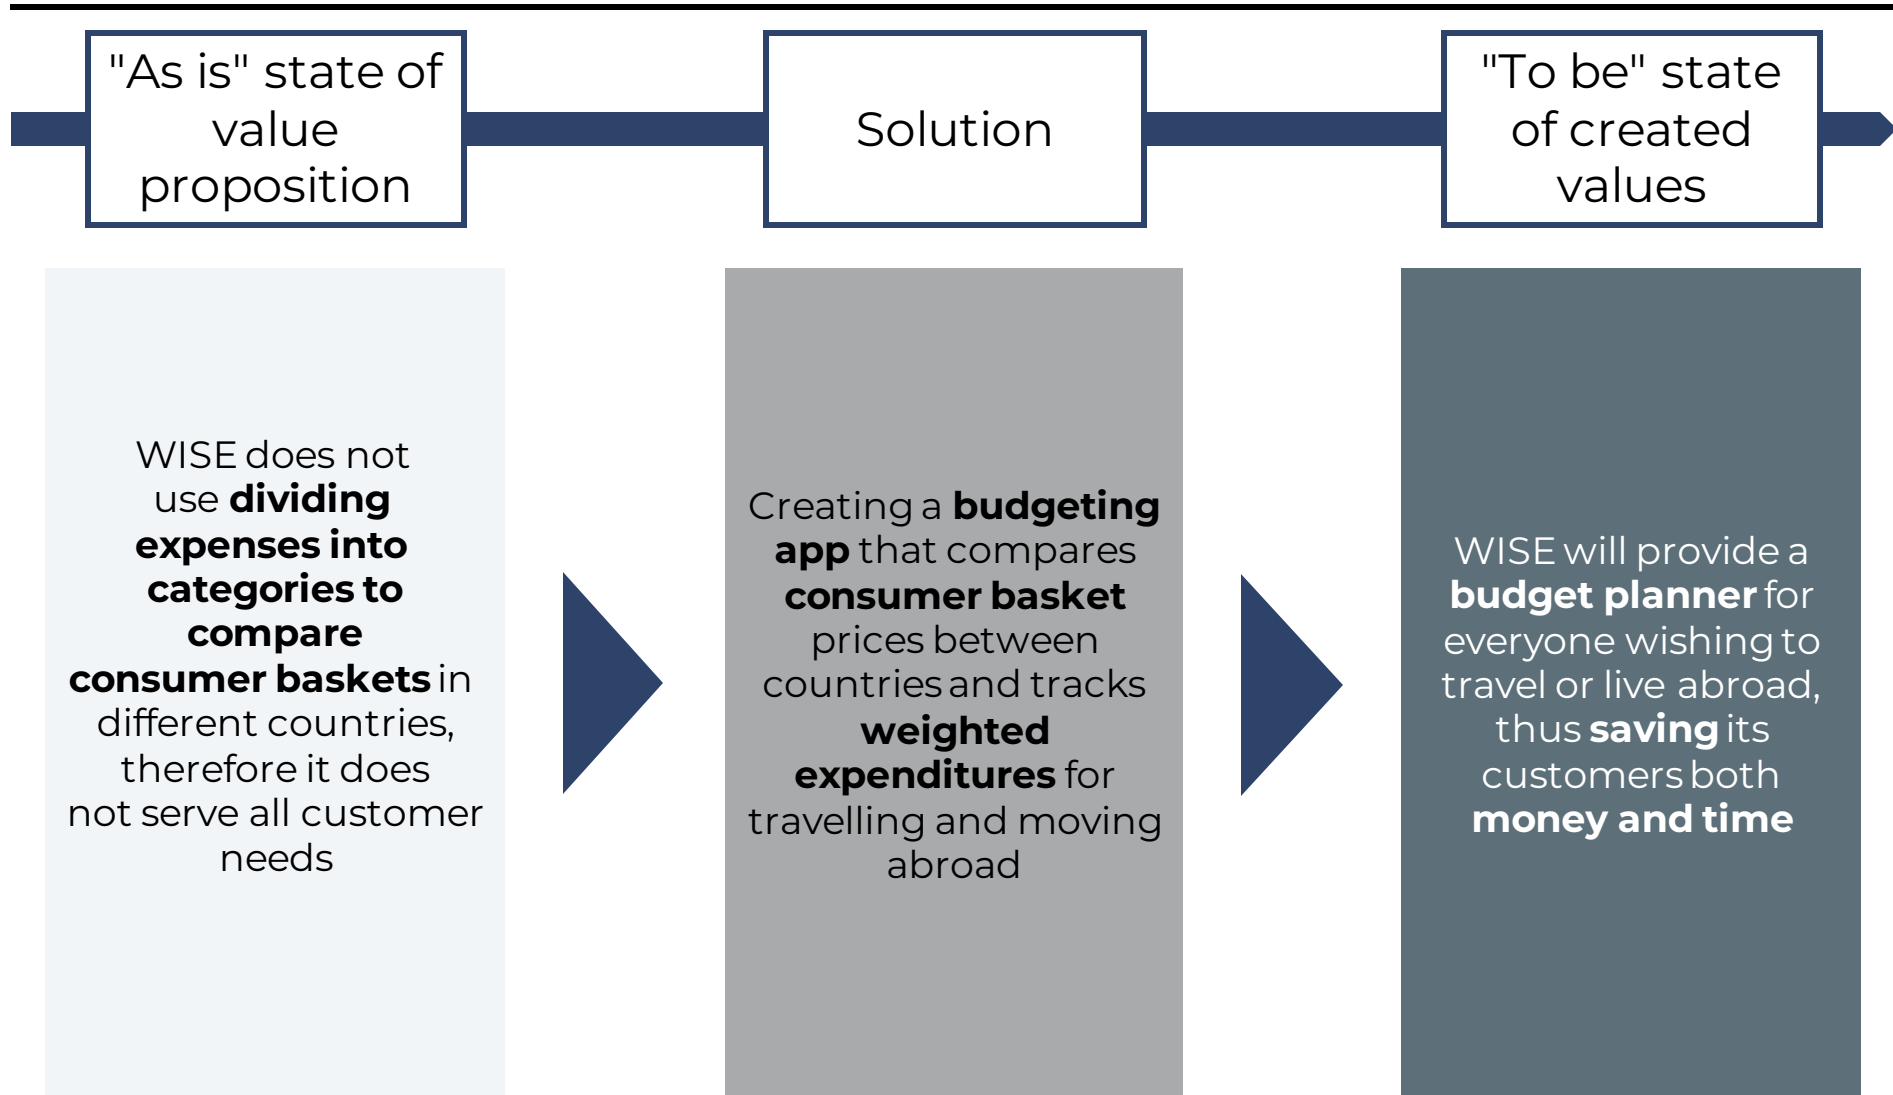 "As is" state of
value
proposition
Solution
"To be" state
of created
values
WISE does not
use dividing
expenses into
categories to
compare
consumer baskets in
different countries,
therefore it does
not serve all customer
needs
Creating a budgeting
app that compares
consumer basket
prices between
countries and tracks
weighted
expenditures for
travelling and moving
abroad
WISE will provide a
budget planner for
everyone wishing to
travel or live abroad,
thus saving its
customers both
money and time